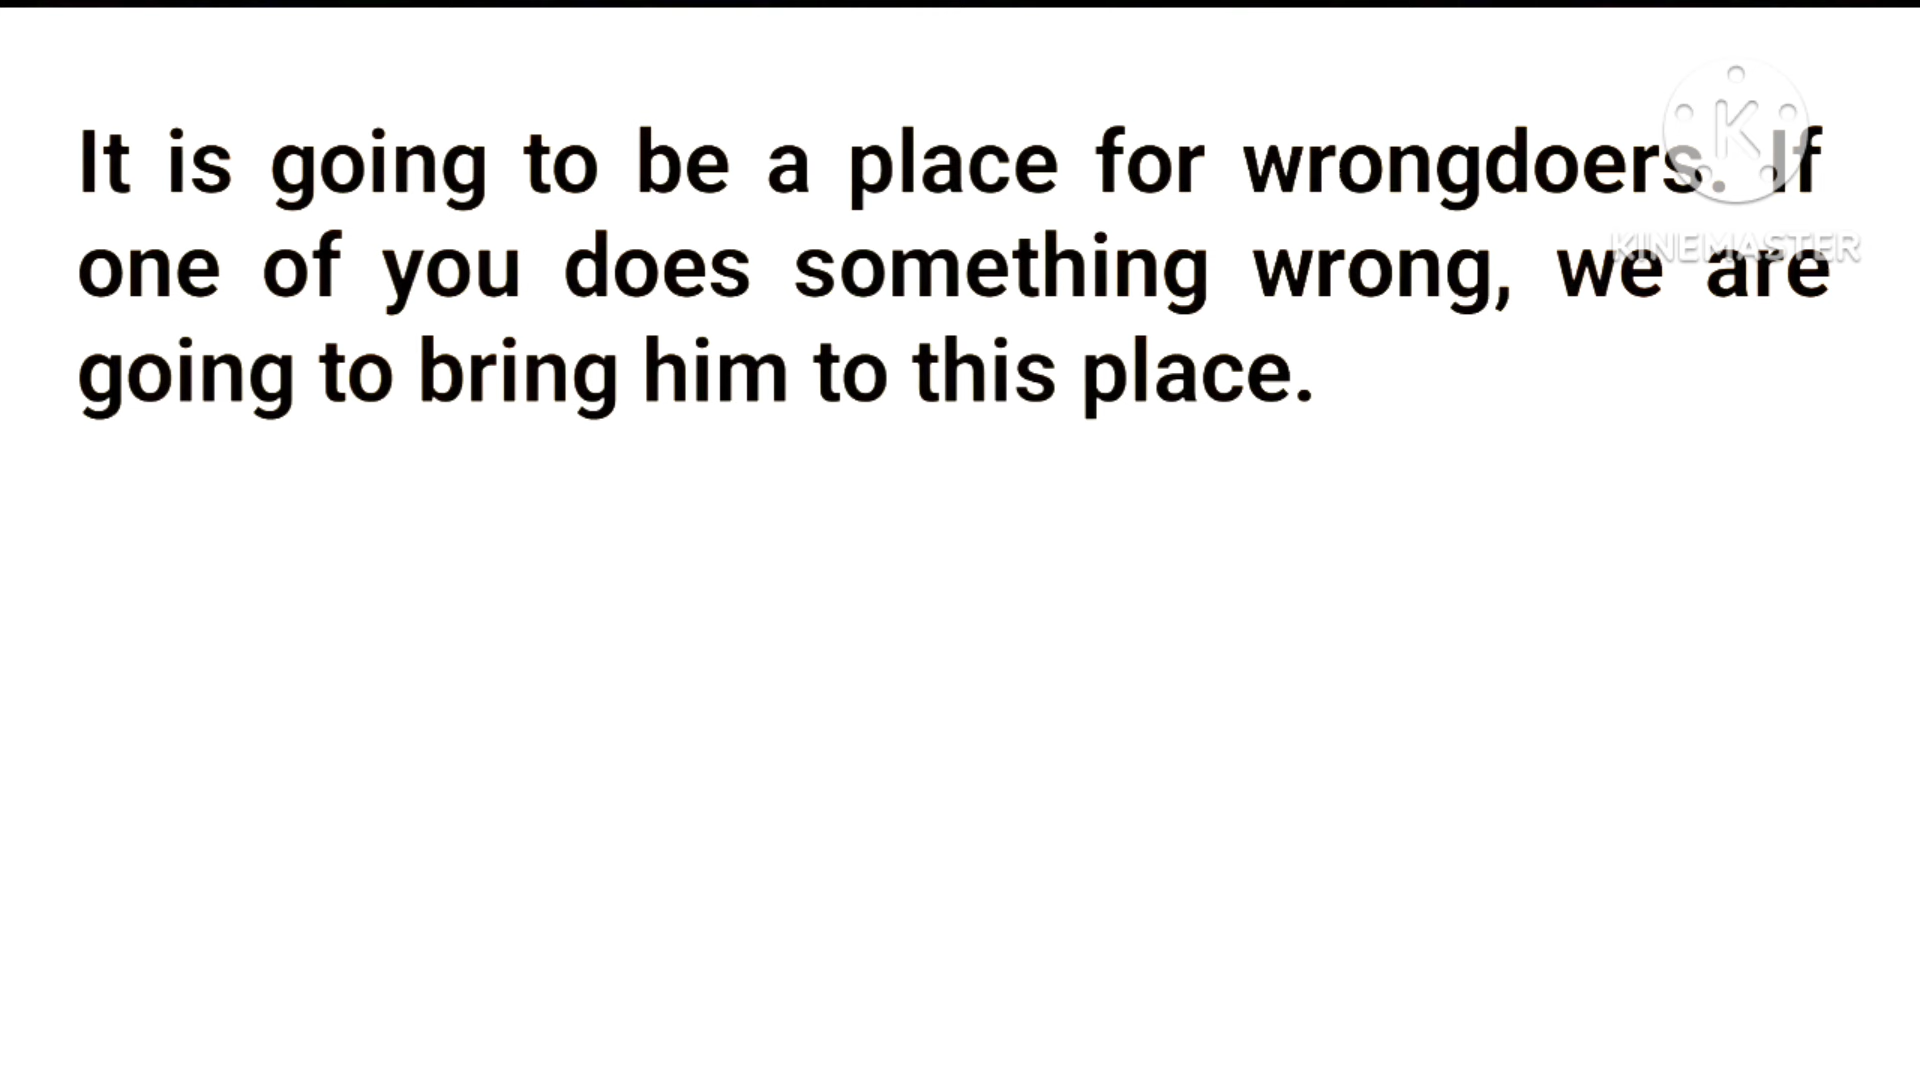 It is going to be a place for wrongdoers. If
one of you does something wrong, we are
going to bring him to this place.
K
KINEMASTER